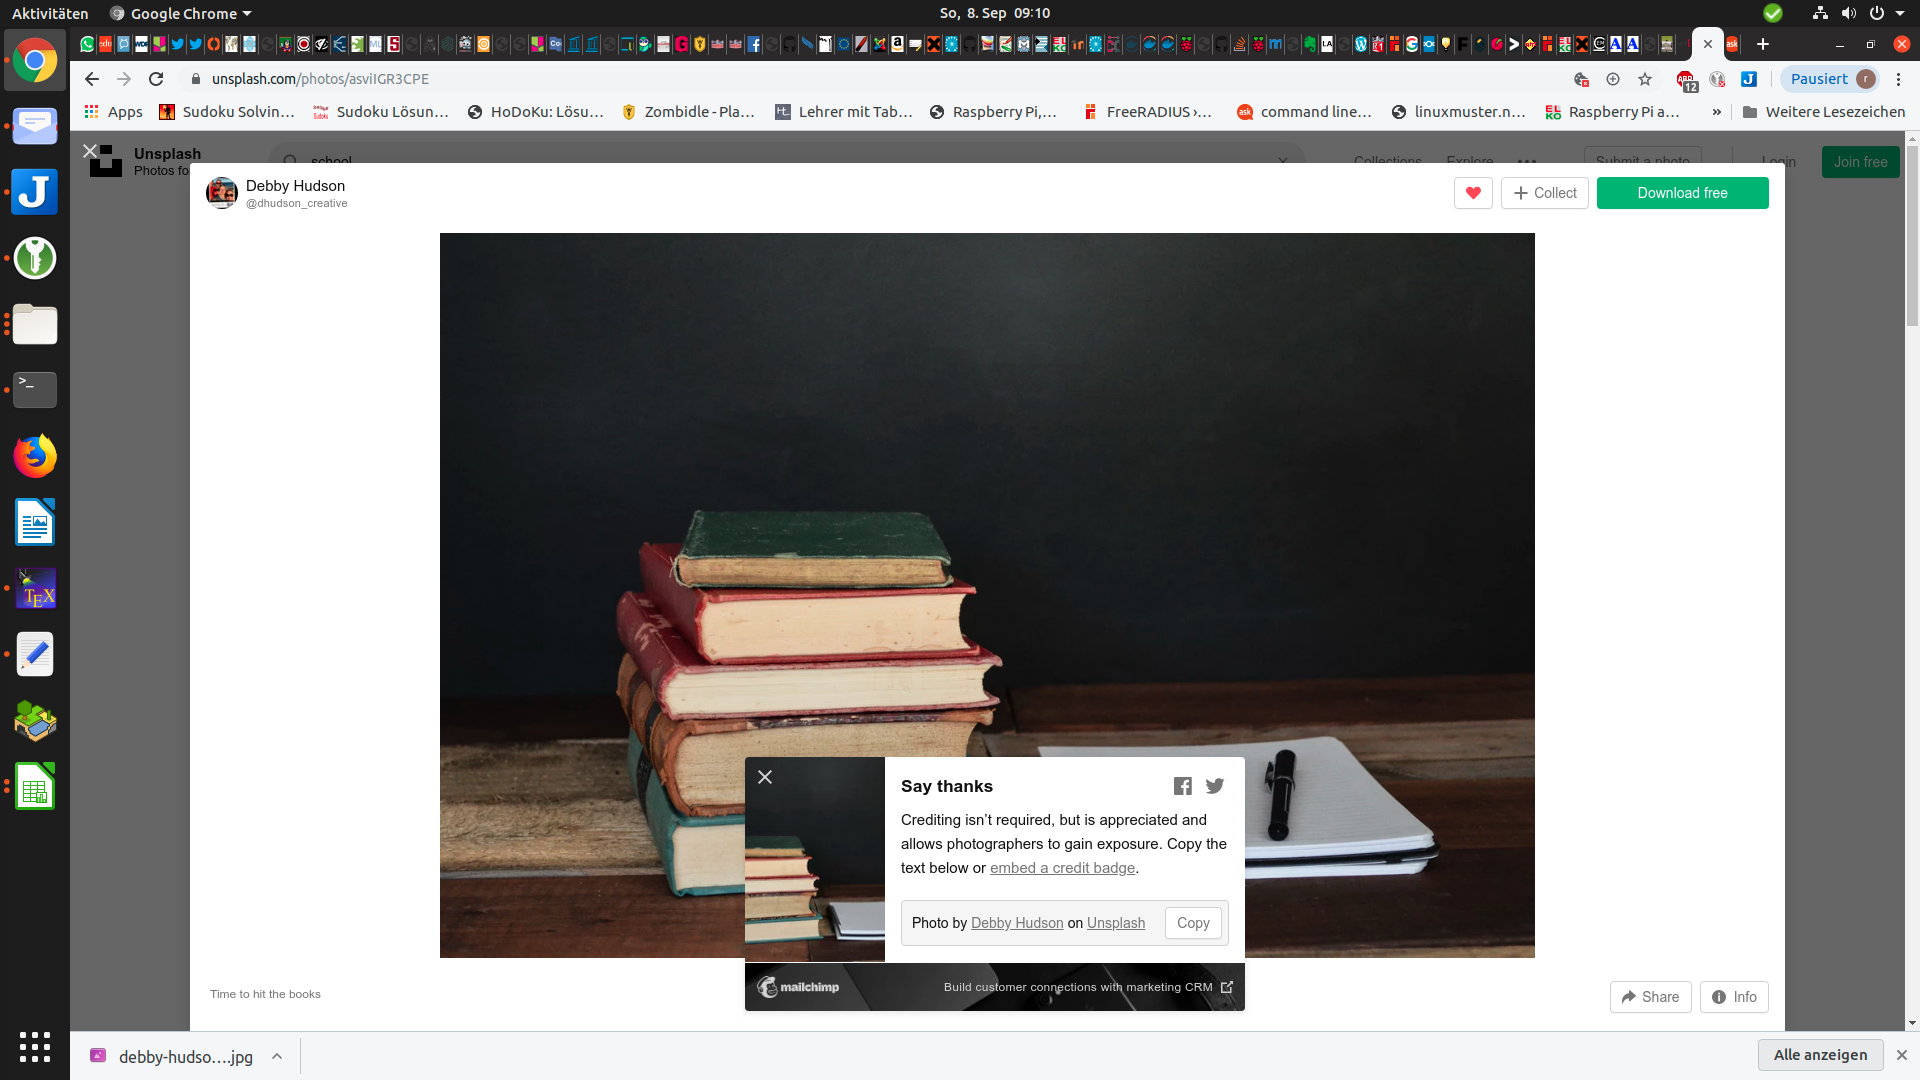 Aktivitäten
Google Chrome
So, 8. Sep 09:10
unsplash.com/photos/asviIGR3CPE
12
Pausiert
r
Apps
Sudoku Solvin...
Sudoku Lösun...
HoDoKu: Lösu...
Zombidle - Pla...
Lehrer mit Tab...
Raspberry Pi,...
FreeRADIUS ›...
command line...
linuxmuster.n...
Raspberry Pi a...
»
Weitere Lesezeichen
Unsplash
Photos fo
school
Collections
Explore
Submit a photo
Login
Join free
Debby Hudson
@dhudson_creative
Collect
Download free
Say thanks
Crediting isn’t required, but is appreciated and
allows photographers to gain exposure. Copy the
text below or embed a credit badge.
Photo by Debby Hudson on Unsplash
Copy
mailchimp
Build customer connections with marketing CRM
Time to hit the books
Share
Info
debby-hudso....jpg
Alle anzeigen